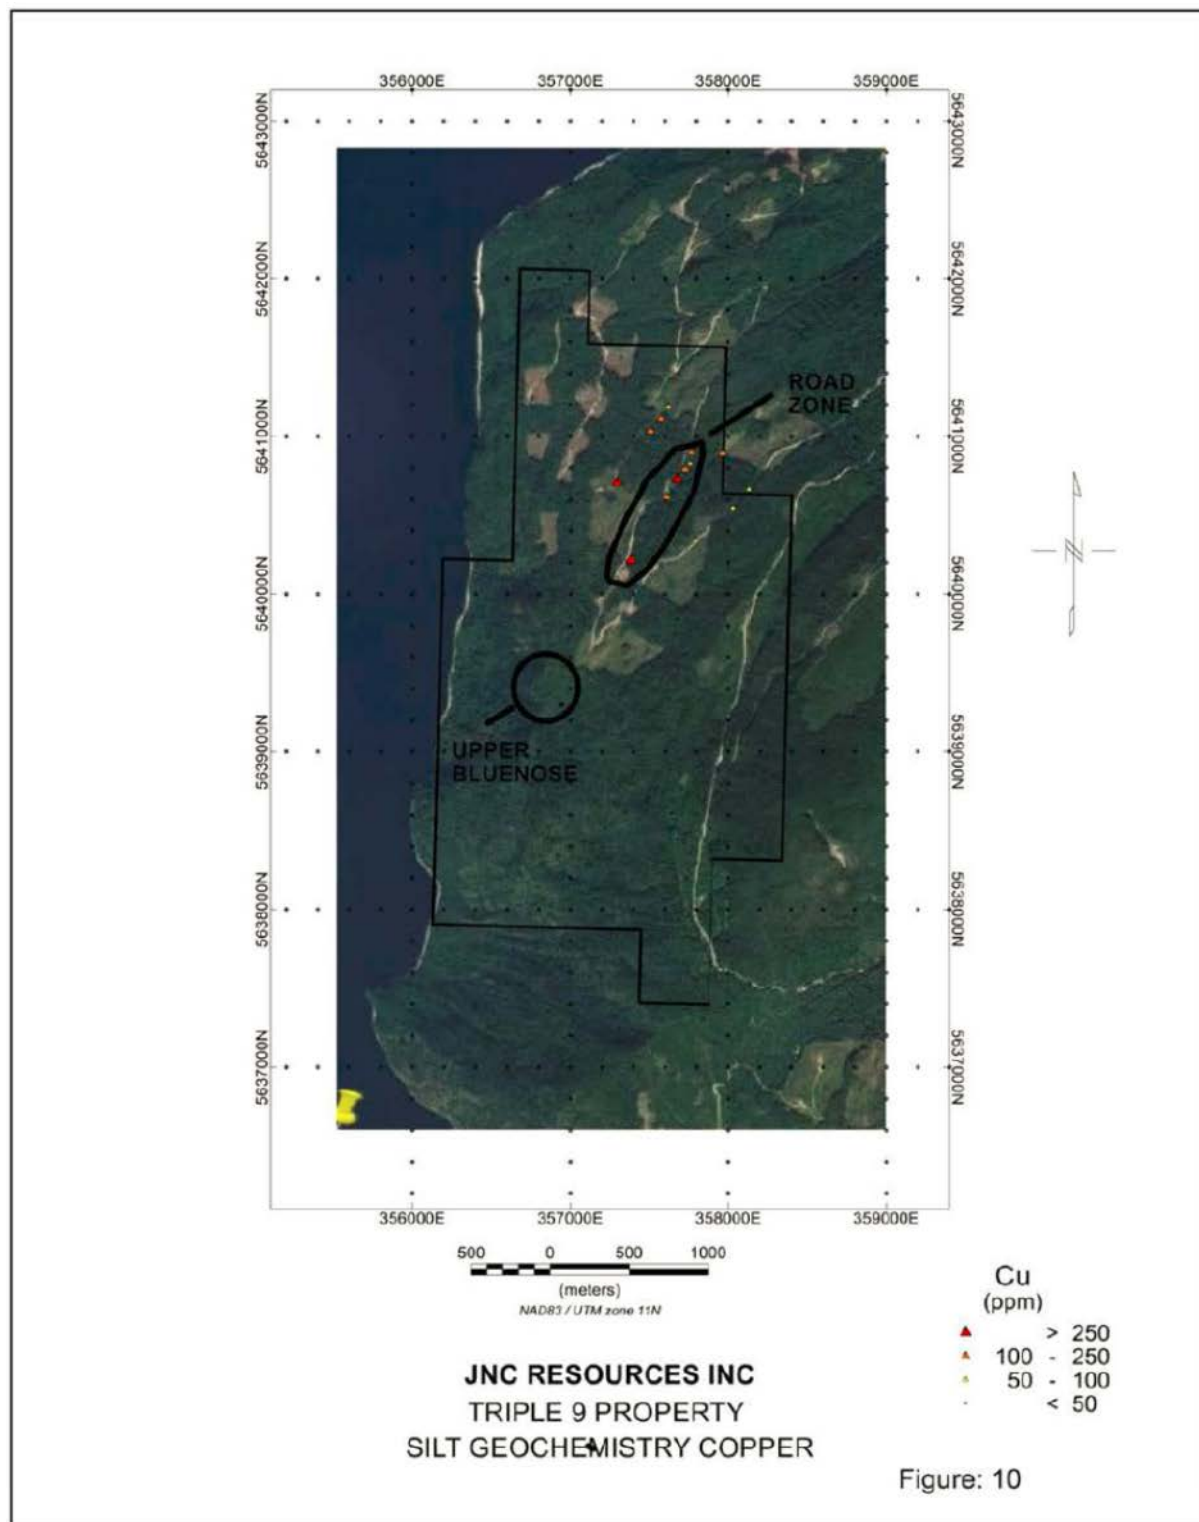 356000E 357000E 358000E 359000E
5643000N 5643000N
5642000N 5642000N
ROAD
ZONE
5641000N 5641000N
5640000N 5640000N
UPPER
BLUENOSE
5639000N 5639000N
5638000N 5638000N
5637000N 5637000N
356000E 357000E 358000E 359000E
500 0 500 1000
(meters)
NAD83 / UTM zone 11N
Cu
(ppm)
> 250
100 - 250
50 - 100
< 50
JNC RESOURCES INC
TRIPLE 9 PROPERTY
SILT GEOCHEMISTRY COPPER
Figure: 10